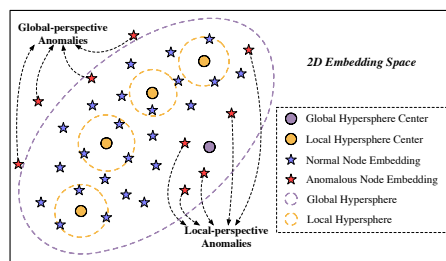 Global-perspective
Anomalies
2D Embedding Space
Global Hypersphere Center
Local Hypersphere Center
Normal Node Embedding
Anomalous Node Embedding
Global Hypersphere
Local Hypersphere
Local-perspective
Anomalies